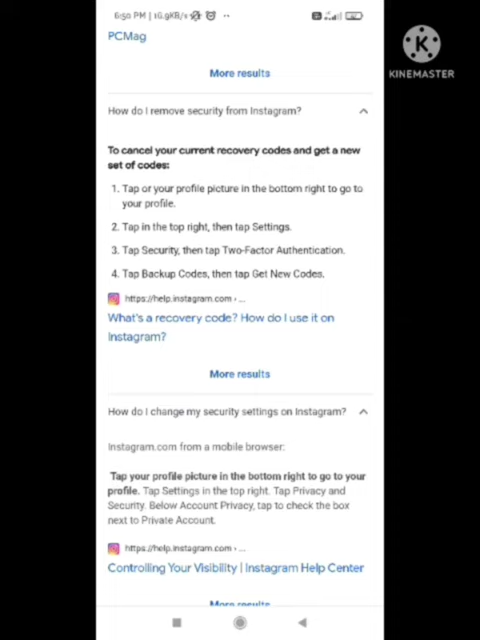 6:50 PM | 16.9KB/s
PCMag
KINEMASTER
More results
How do I remove security from Instagram?
To cancel your current recovery codes and get a new
set of codes:
1. Tap or your profile picture in the bottom right to go to
your profile.
2. Tap in the top right, then tap Settings.
3. Tap Security, then tap Two-Factor Authentication.
4. Tap Backup Codes, then tap Get New Codes.
https://help.instagram.com › ...
What's a recovery code? How do I use it on
Instagram?
More results
How do I change my security settings on Instagram?
Instagram.com from a mobile browser:
Tap your profile picture in the bottom right to go to your
profile. Tap Settings in the top right. Tap Privacy and
Security. Below Account Privacy, tap to check the box
next to Private Account.
https://help.instagram.com › ...
Controlling Your Visibility | Instagram Help Center
More results